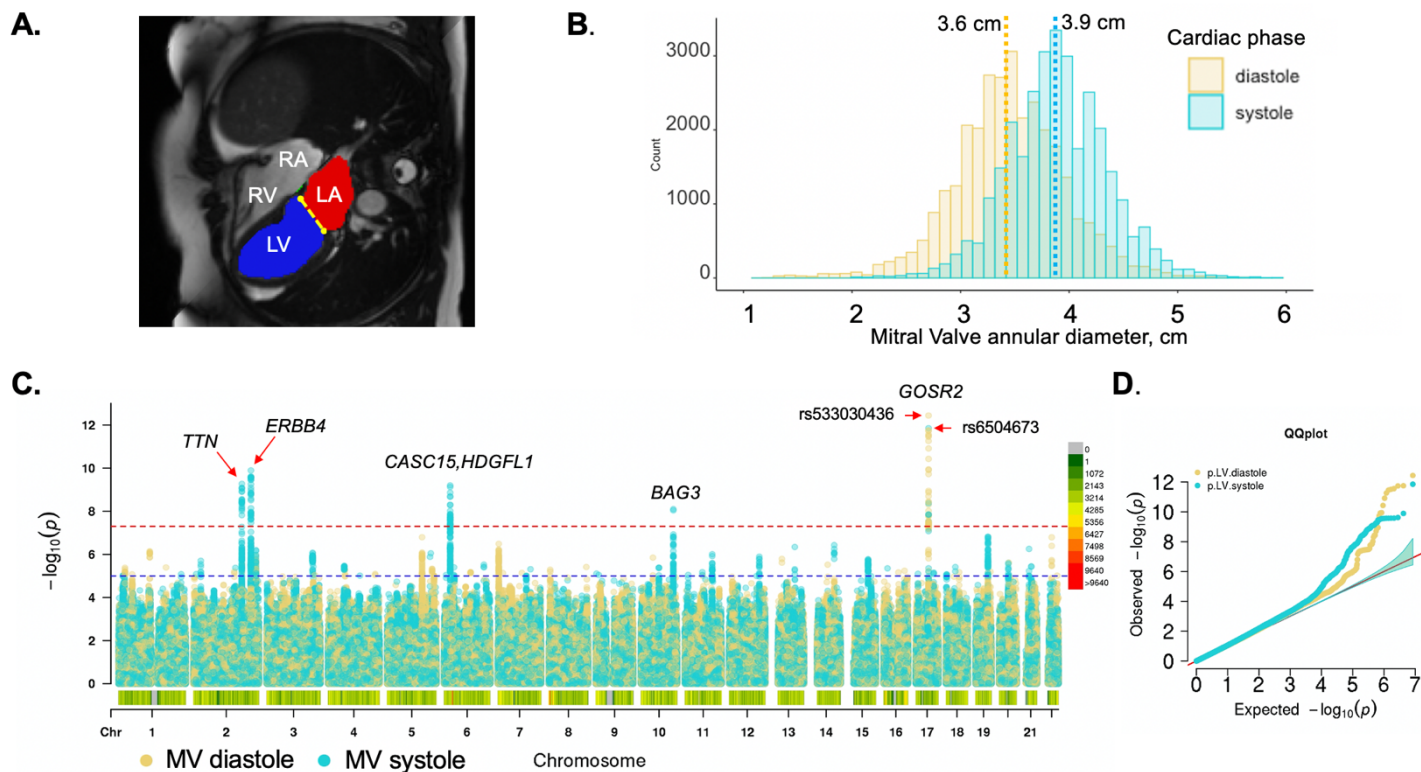 A.
RA
RV
LA
LV
B.
3.6 cm
3.9 cm
Cardiac phase
diastole
systole
3000
2000
1000
0
Count
1
2
3
4
5
6
Mitral Valve annular diameter, cm
C.
GOSR2
rs533030436
rs6504673
TTN
ERBB4
CASC15,HDGFL1
BAG3
12
10
8
6
4
2
0
−log10(p)
0
1
1072
2143
3214
4285
5356
6427
7498
8569
9640
>9640
Chr 1 2 3 4 5 6 7 8 9 10 11 12 13 14 15 16 17 18 19 21
MV diastole
MV systole
Chromosome
D.
QQplot
p.LV.diastole
p.LV.systole
12
10
8
6
4
2
0
Observed −log10(p)
0 1 2 3 4 5 6 7
Expected −log10(p)